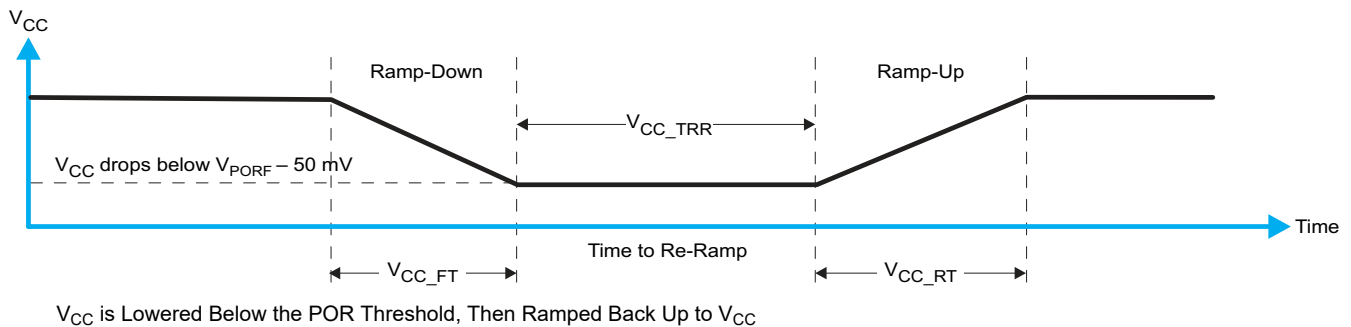 VCC
Ramp-Down
Ramp-Up
VCC_TRR
VCC drops below VPORF – 50 mV
Time
Time to Re-Ramp
VCC_FT
VCC_RT
VCC is Lowered Below the POR Threshold, Then Ramped Back Up to VCC